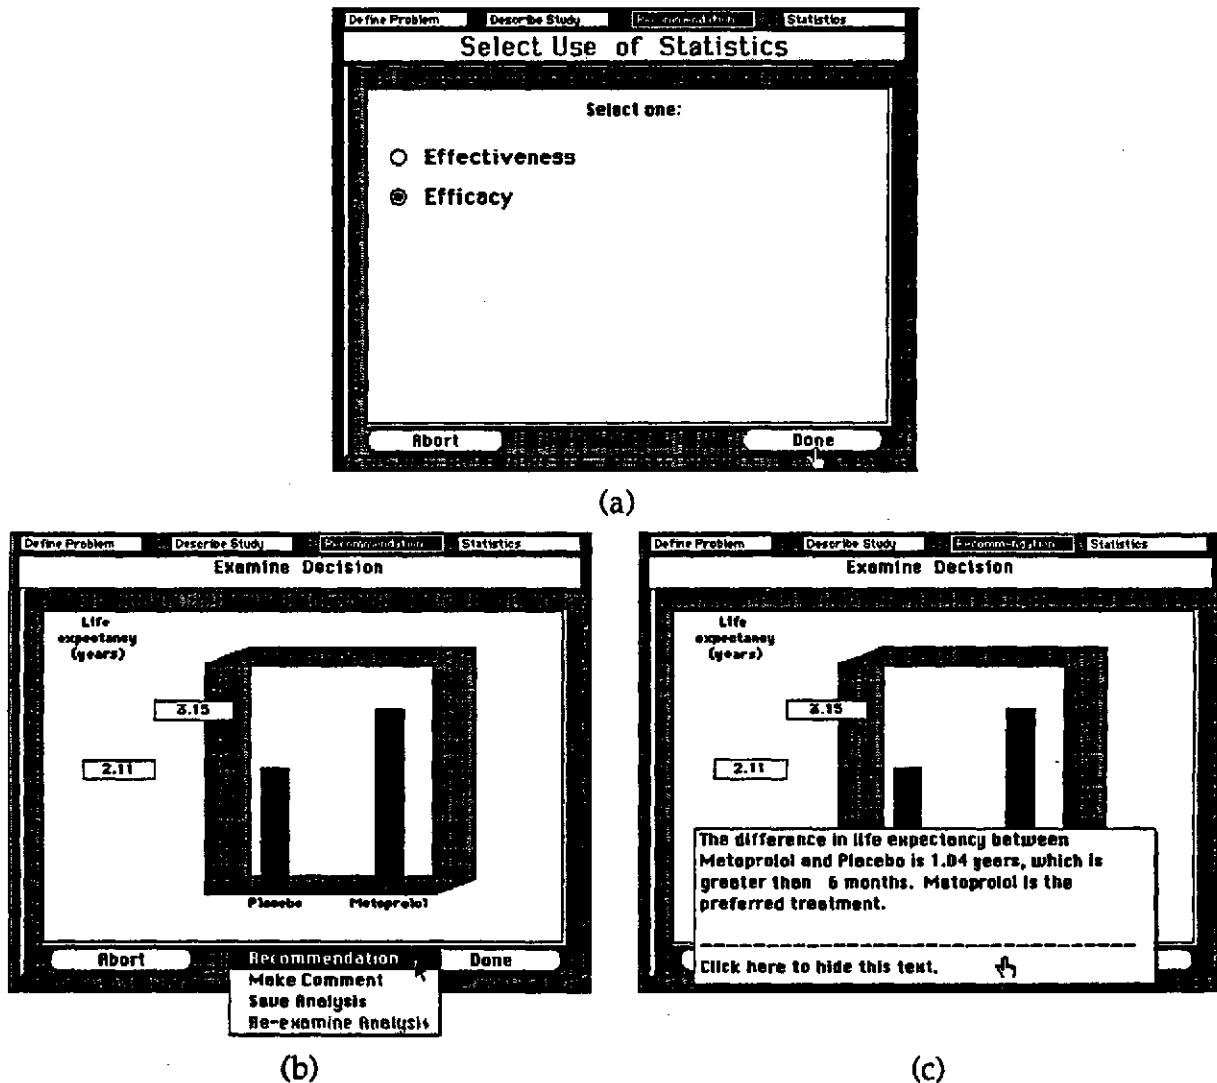 Define Problem Describe Study Recommendation Statistics
Select Use of Statistics
Select one:
Effectiveness
Efficacy
Abort Done
(a)
Define Problem Describe Study Recommendation Statistics
Examine Decision
Life
expectancy
(years)
3.15
2.11
Placebo Metoprolol
Abort Recommendation Done
Make Comment
Save Analysis
Re-examine Analysis
(b)
Define Problem Describe Study Recommendation Statistics
Examine Decision
Life
expectancy
(years)
3.15
2.11
The difference in life expectancy between
Metoprolol and Placebo is 1.04 years, which is
greater than 6 months. Metoprolol is the
preferred treatment.
Click here to hide this text.
(c)